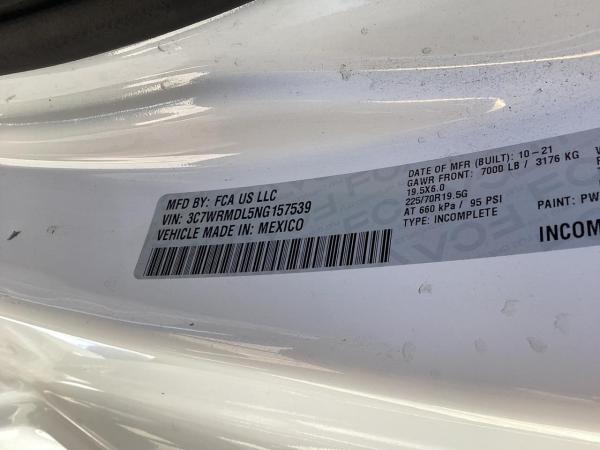 MFD BY: FCA US LLC
VIN: 3C7WRMDL5NG157539
VEHICLE MADE IN: MEXICO
DATE OF MFR (BUILT): 10-21
GAWR FRONT: 7000 LB / 3176 KG
19.5X6.0
225/70R19.5G
AT 660 kPa / 95 PSI
TYPE: INCOMPLETE
PAINT: PW
INCOM